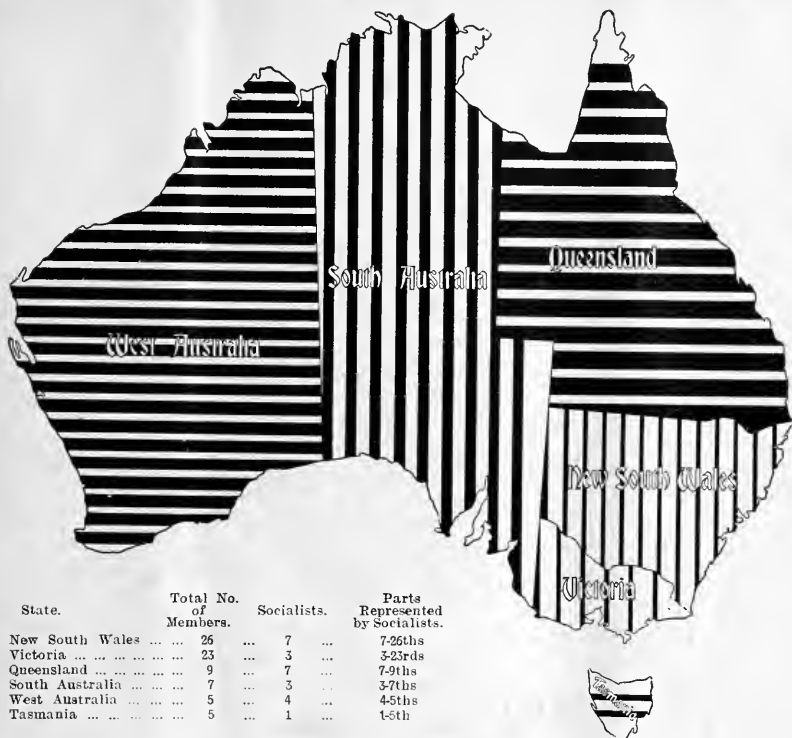 South Australia
Queensland
West Australia
New South Wales
Victoria
Tasmania
State. Total No. of Members. Socialists. Parts Represented by Socialists.
New South Wales ... ... 26 ... 7 ... 7-26ths
Victoria ... ... ... ... ... 23 ... 3 ... 3-23rds
Queensland ... ... ... ... 9 ... 7 ... 7-9ths
South Australia ... ... ... 7 ... 3 ... 3-7ths
West Australia ... ... ... 5 ... 4 ... 4-5ths
Tasmania ... ... ... ... ... 5 ... 1 ... 1-5th